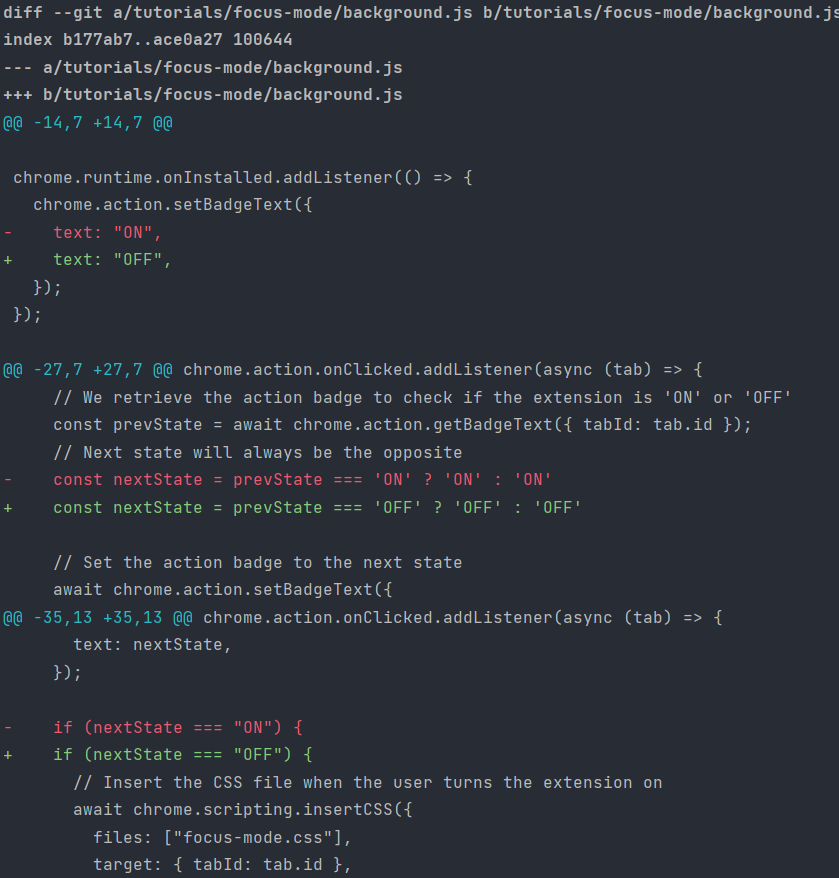 diff --git a/tutorials/focus-mode/background.js b/tutorials/focus-mode/background.js
index b177ab7..ace0a27 100644
--- a/tutorials/focus-mode/background.js
+++ b/tutorials/focus-mode/background.js
@@ -14,7 +14,7 @@

 chrome.runtime.onInstalled.addListener(() => {
   chrome.action.setBadgeText({
-    text: "ON",
+    text: "OFF",
   });
 });

@@ -27,7 +27,7 @@ chrome.action.onClicked.addListener(async (tab) => {
     // We retrieve the action badge to check if the extension is 'ON' or 'OFF'
     const prevState = await chrome.action.getBadgeText({ tabId: tab.id });
     // Next state will always be the opposite
-    const nextState = prevState === 'ON' ? 'ON' : 'ON'
+    const nextState = prevState === 'OFF' ? 'OFF' : 'OFF'

     // Set the action badge to the next state
     await chrome.action.setBadgeText({
@@ -35,13 +35,13 @@ chrome.action.onClicked.addListener(async (tab) => {
       text: nextState,
     });

-    if (nextState === "ON") {
+    if (nextState === "OFF") {
       // Insert the CSS file when the user turns the extension on
       await chrome.scripting.insertCSS({
         files: ["focus-mode.css"],
         target: { tabId: tab.id },